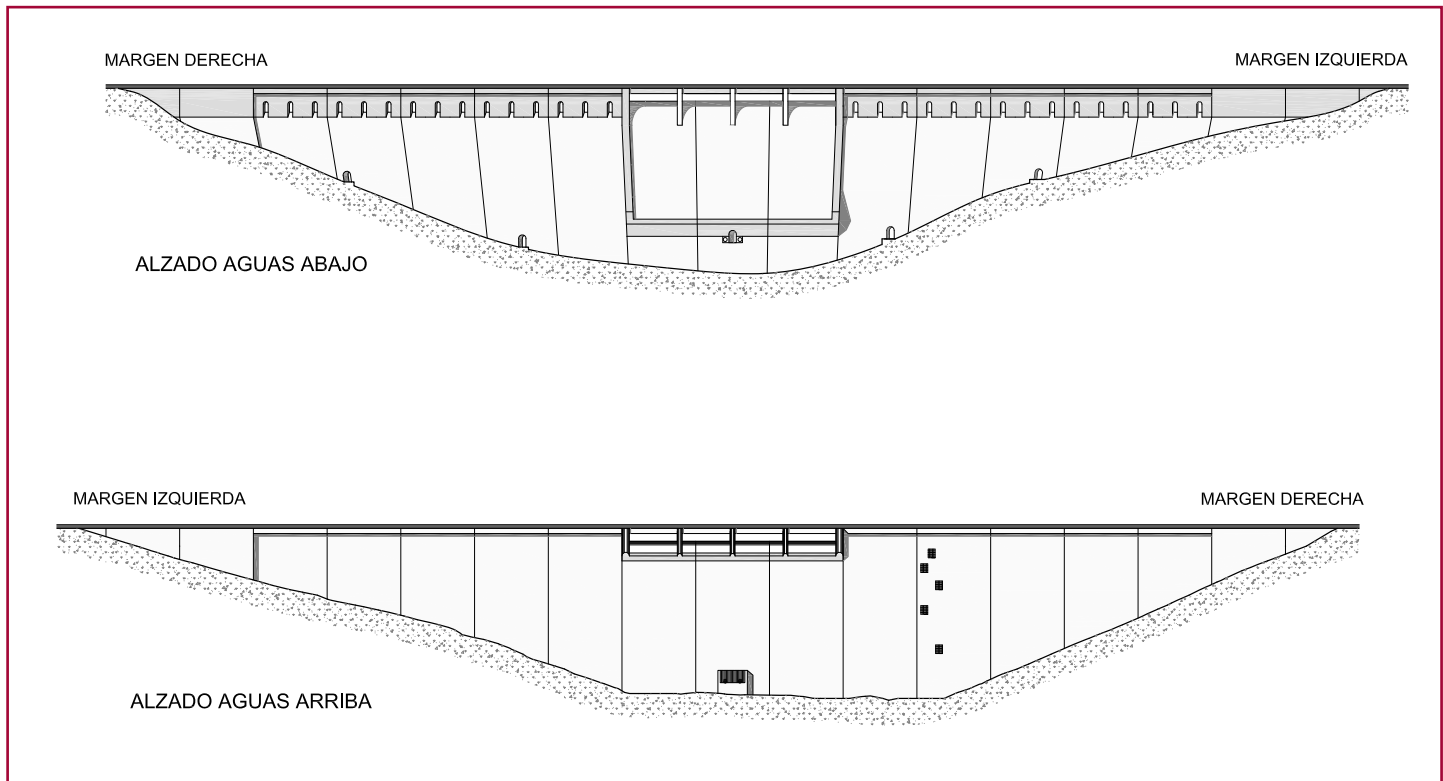 MARGEN DERECHA
MARGEN IZQUIERDA
ALZADO AGUAS ABAJO
MARGEN IZQUIERDA
MARGEN DERECHA
ALZADO AGUAS ARRIBA